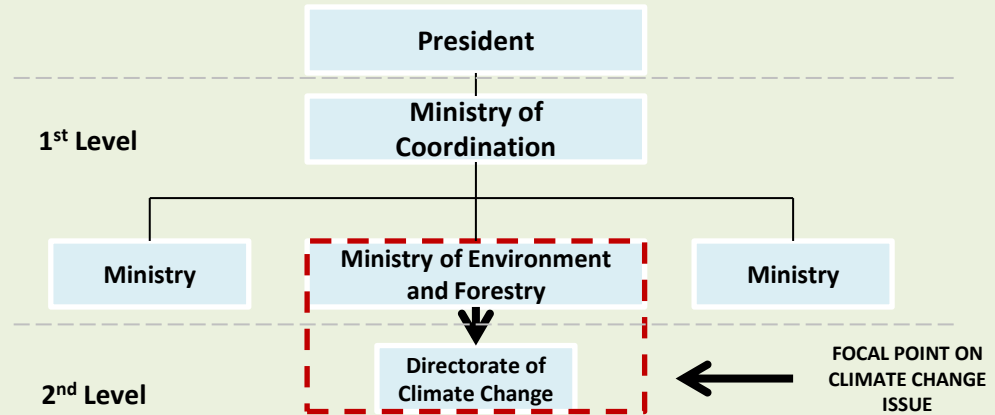 President
1st Level
Ministry of
Coordination
Ministry
Ministry of Environment
and Forestry
Ministry
2nd Level
Directorate of
Climate Change
FOCAL POINT ON
CLIMATE CHANGE
ISSUE